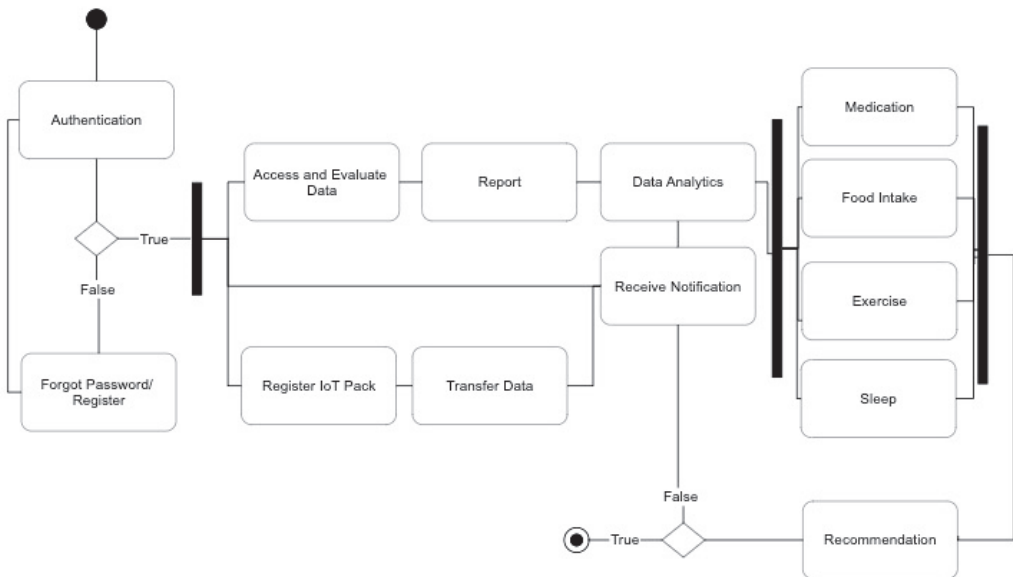 Authentication
True
False
Forgot Password/
Register
Access and Evaluate
Data
Report
Data Analytics
Receive Notification
Register IoT Pack
Transfer Data
Medication
Food Intake
Exercise
Sleep
False
True
Recommendation